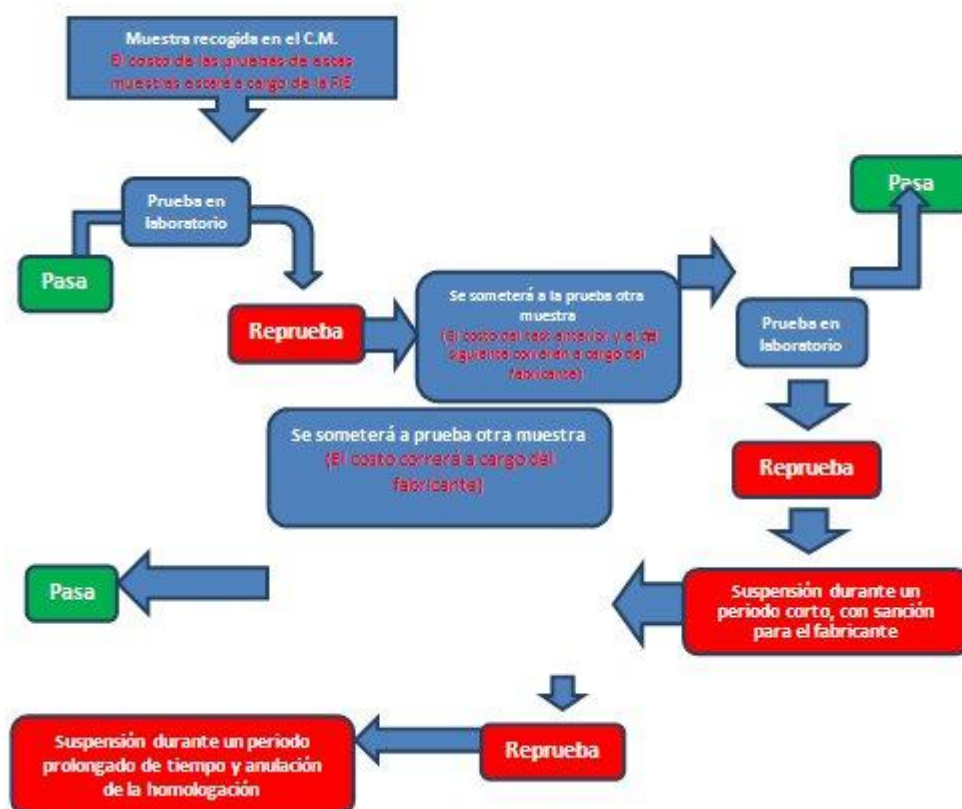 Muestra recogida en el C.M.
El costo de las pruebas de estas
muestras estará a cargo de la FIE
Prueba en
laboratorio
Pasa
Reprueba
Se someterá a la prueba otra
muestra
(El costo del test anterior y el del
siguiente correrán a cargo del
fabricante)
Prueba en
laboratorio
Pasa
Reprueba
Suspensión durante un
periodo corto, con sanción
para el fabricante
Se someterá a prueba otra muestra
(El costo correrá a cargo del
fabricante)
Pasa
Reprueba
Suspensión durante un periodo
prolongado de tiempo y anulación
de la homologación